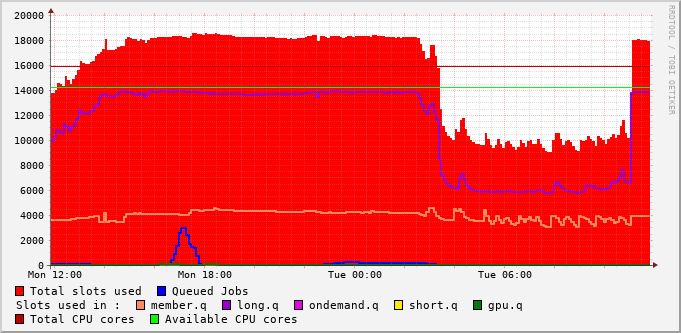 20000
18000
16000
14000
12000
10000
8000
6000
4000
2000
0
Mon 12:00 Mon 18:00 Tue 00:00 Tue 06:00
RRDTOOL / TOBI OETIKER
Total slots used Queued Jobs
Slots used in : member.q long.q ondemand.q short.q gpu.q
Total CPU cores Available CPU cores